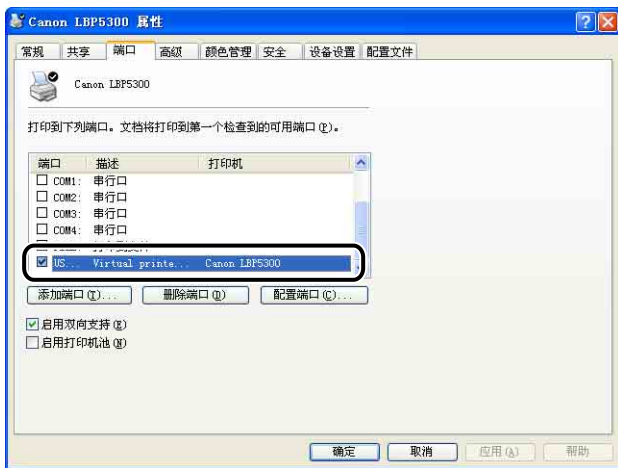 Canon LBP5300 属性
常规 共享 端口 高级 颜色管理 安全 设备设置 配置文件
Canon LBP5300
打印到下列端口。文档将打印到第一个检查到的可用端口(P)。
端口 描述 打印机
COM1: 串行口
COM2: 串行口
COM3: 串行口
COM4: 串行口
US... Virtual printe... Canon LBP5300
添加端口(T)... 删除端口(D) 配置端口(C)...
启用双向支持(E)
启用打印机池(N)
确定 取消 应用(A) 帮助